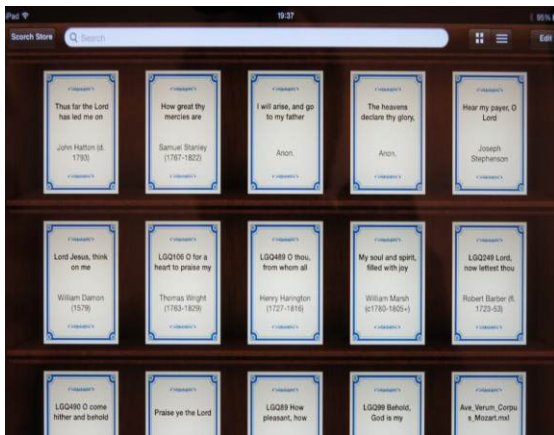 iPad
19:37
95%
Scorch Store
Search
Edit
Thus far the Lord
has led me on
John Hatton (d.
1793)
How great thy
mercies are
Samuel Stanley
(1767-1822)
I will arise, and go
to my father
Anon.
The heavens
declare thy glory,
Anon.
Hear my payer, O
Lord
Joseph
Stephenson
Lord Jesus, think
on me
William Damon
(1579)
LGQ106 O for a
heart to praise my
Thomas Wright
(1763-1829)
LGQ489 O thou,
from whom all
Henry Harington
(1727-1816)
My soul and spirit,
filled with joy
William Marsh
(c1760-1805+)
LGQ249 Lord,
now lettest thou
Robert Barber (fl.
1723-53)
LGQ490 O come
hither and behold
Praise ye the Lord
LGQ89 How
pleasant, how
LGQ99 Behold,
God is my
Ave_Verum_Corpu
s_Mozart.mxl